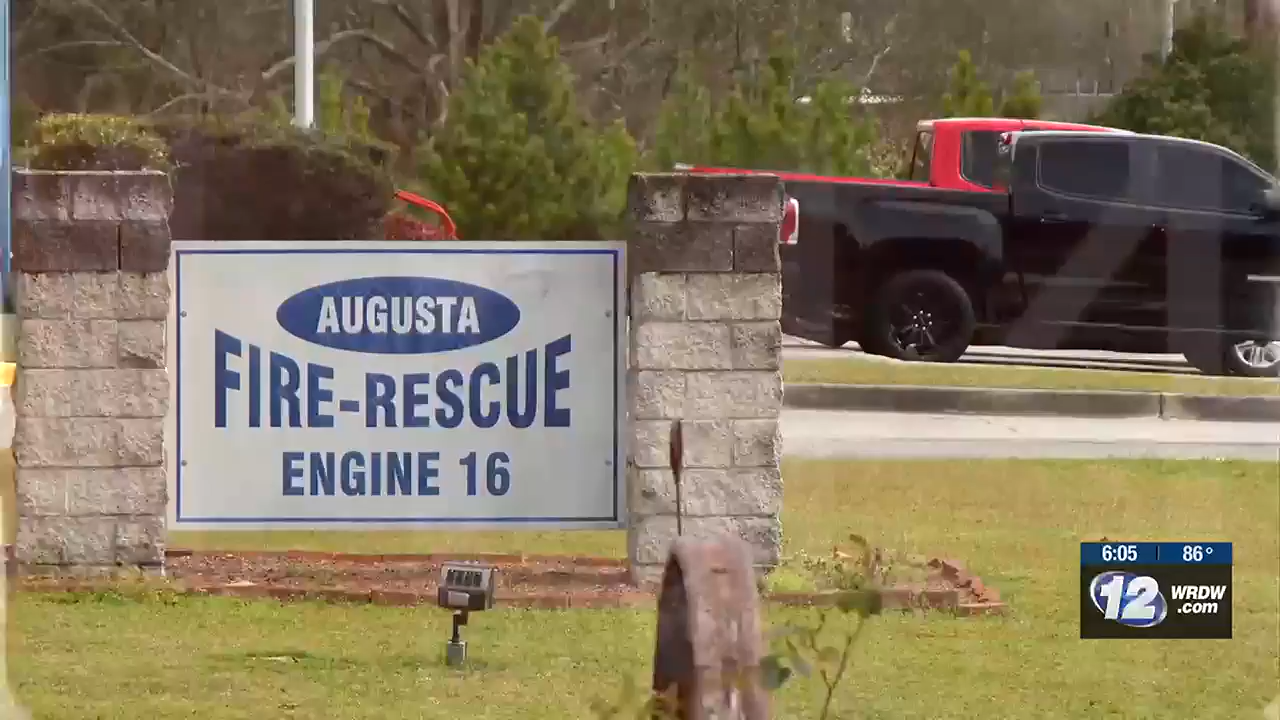 AUGUSTA
FIRE-RESCUE
ENGINE 16
6:05 | 86°
12 WRDW
.com